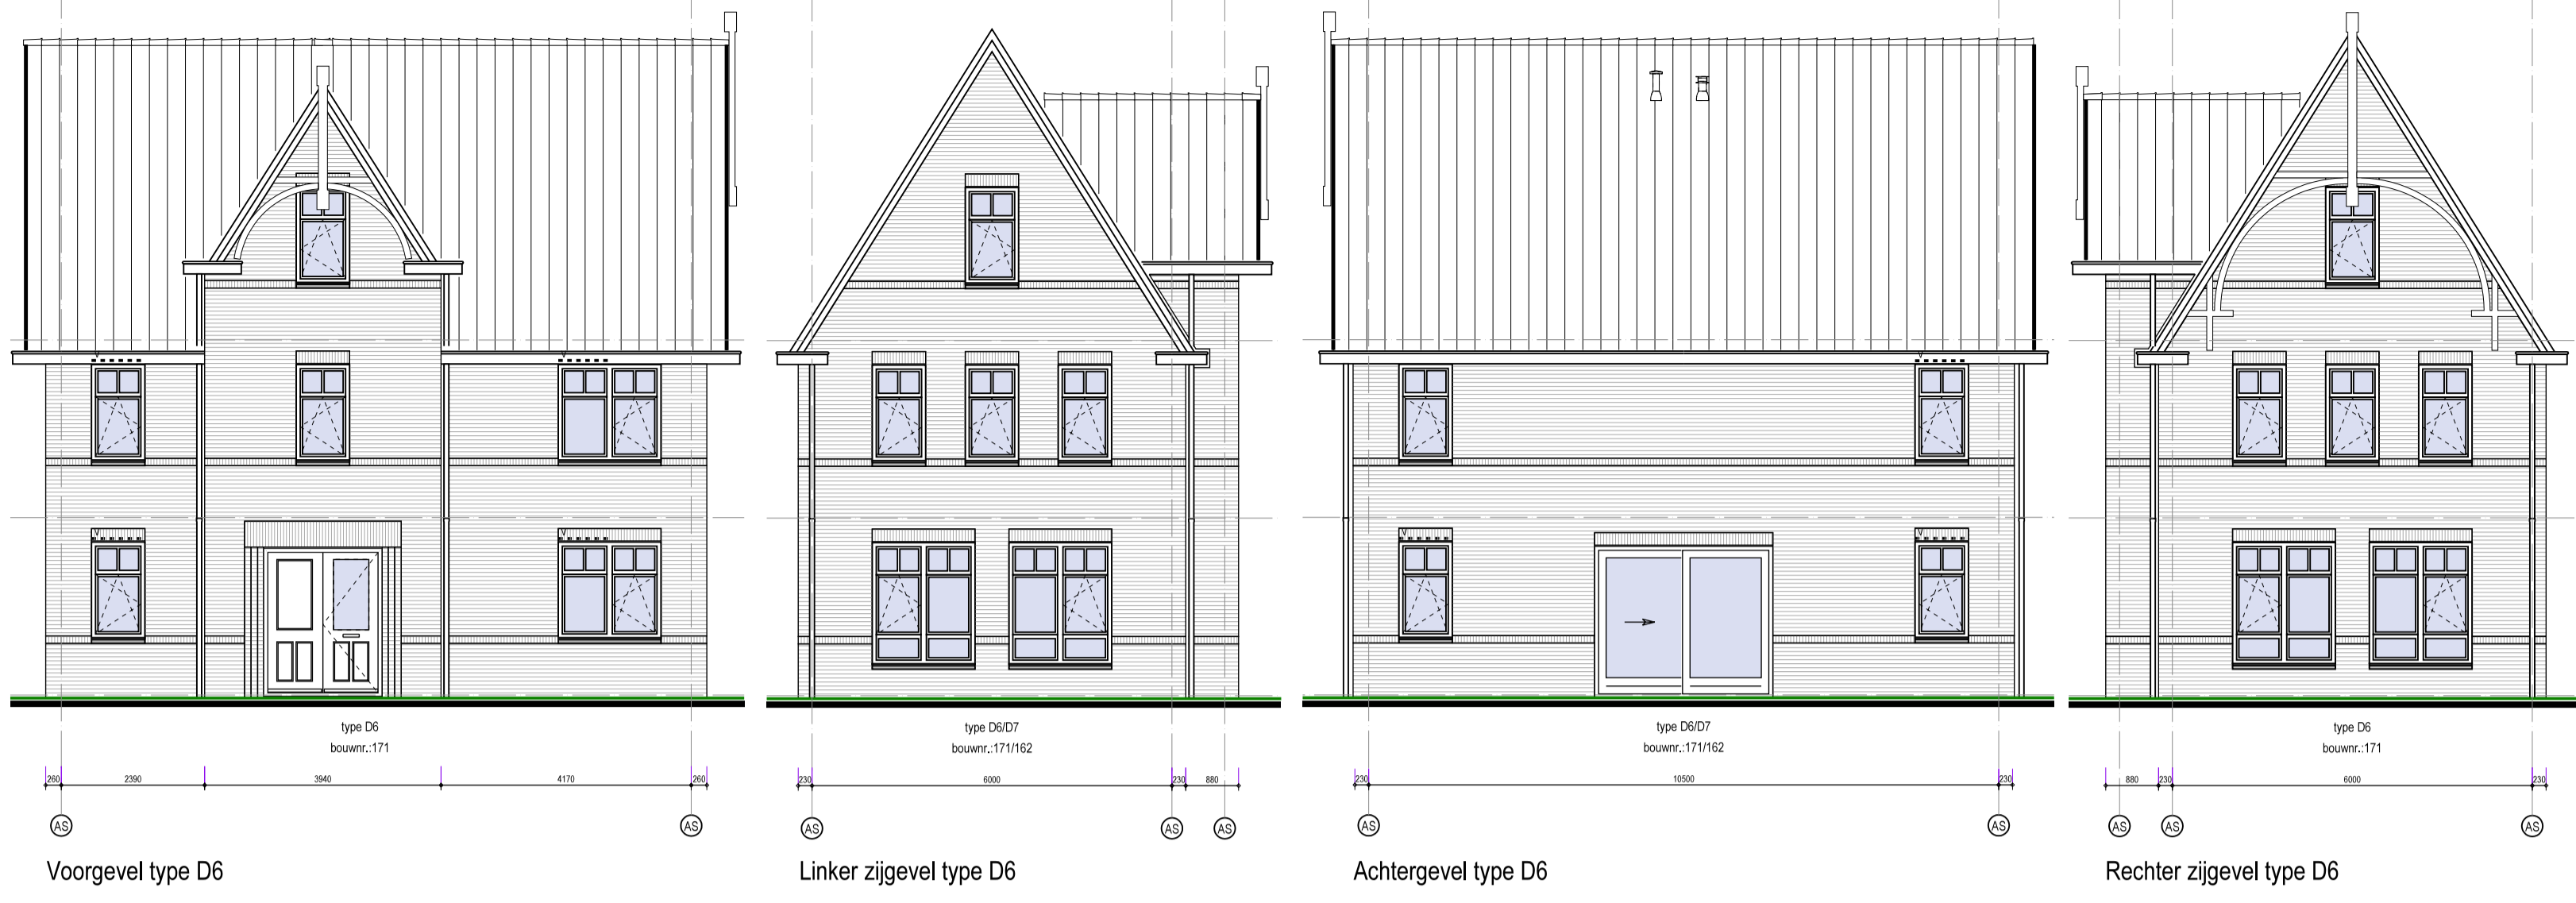 V
V
V
V
type D6
bouwnr.:171
260
2390
3940
4170
260
AS
AS
Voorgevel type D6
type D6/D7
bouwnr.:171/162
230
6000
230
880
AS
AS
AS
Linker zijgevel type D6
V
V
V
type D6/D7
bouwnr.:171/162
230
10500
230
AS
AS
Achtergevel type D6
type D6
bouwnr.:171
880
230
6000
230
AS
AS
AS
Rechter zijgevel type D6